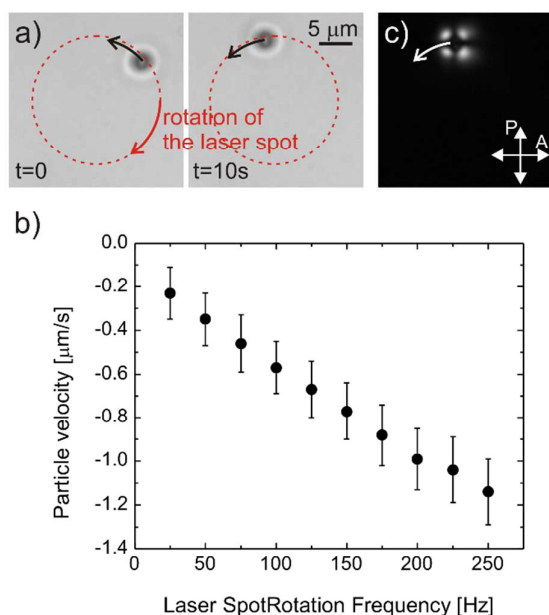 a)
5 µm
rotation of
the laser spot
t=0
t=10s
c)
P
A
b)
0.0
-0.2
-0.4
-0.6
-0.8
-1.0
-1.2
-1.4
Particle velocity [µm/s]
0 50 100 150 200 250
Laser SpotRotation Frequency [Hz]